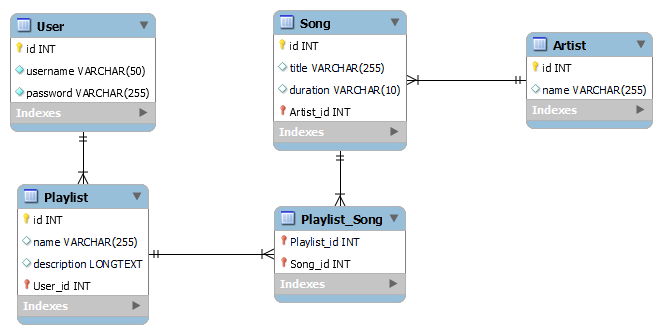 User
id INT
username VARCHAR(50)
password VARCHAR(255)
Indexes
Song
id INT
title VARCHAR(255)
duration VARCHAR(10)
Artist_id INT
Indexes
Artist
id INT
name VARCHAR(255)
Indexes
Playlist
id INT
name VARCHAR(255)
description LONGTEXT
User_id INT
Indexes
Playlist_Song
Playlist_id INT
Song_id INT
Indexes